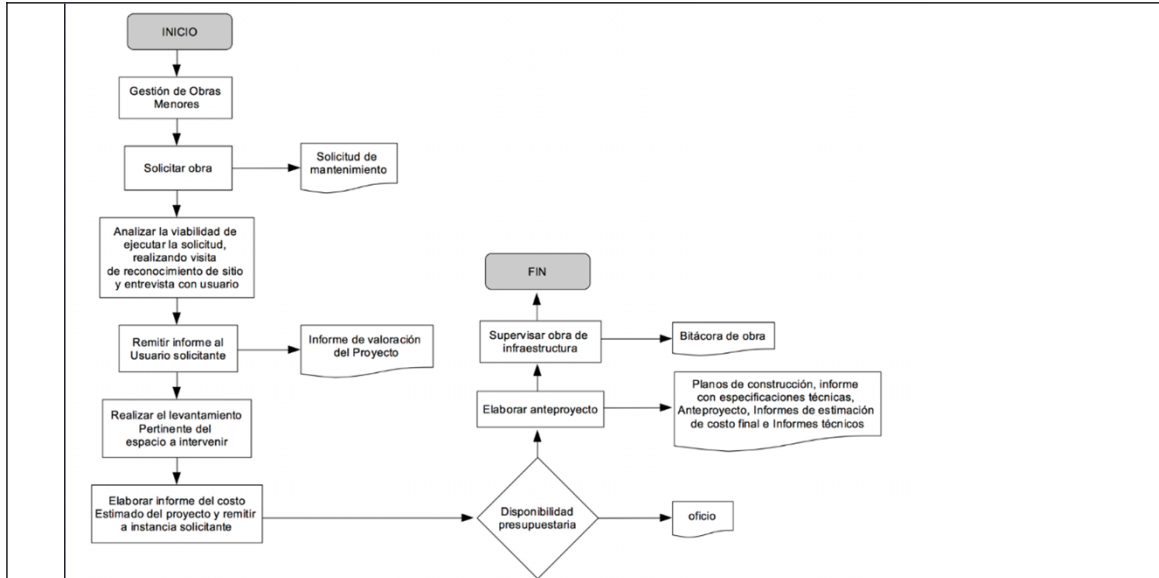 INICIO
Gestión de Obras
Menores
Solicitar obra
Solicitud de
mantenimiento
Analizar la viabilidad de
ejecutar la solicitud,
realizando visita
de reconocimiento de sitio
y entrevista con usuario
Remitir informe al
Usuario solicitante
Informe de valoración
del Proyecto
Realizar el levantamiento
Pertinente del
espacio a intervenir
Elaborar informe del costo
Estimado del proyecto y remitir
a instancia solicitante
Disponibilidad
presupuestaria
oficio
Elaborar anteproyecto
Planos de construcción, informe
con especificaciones técnicas,
Anteproyecto, Informes de estimación
de costo final e Informes técnicos
Supervisar obra de
infraestructura
Bitácora de obra
FIN